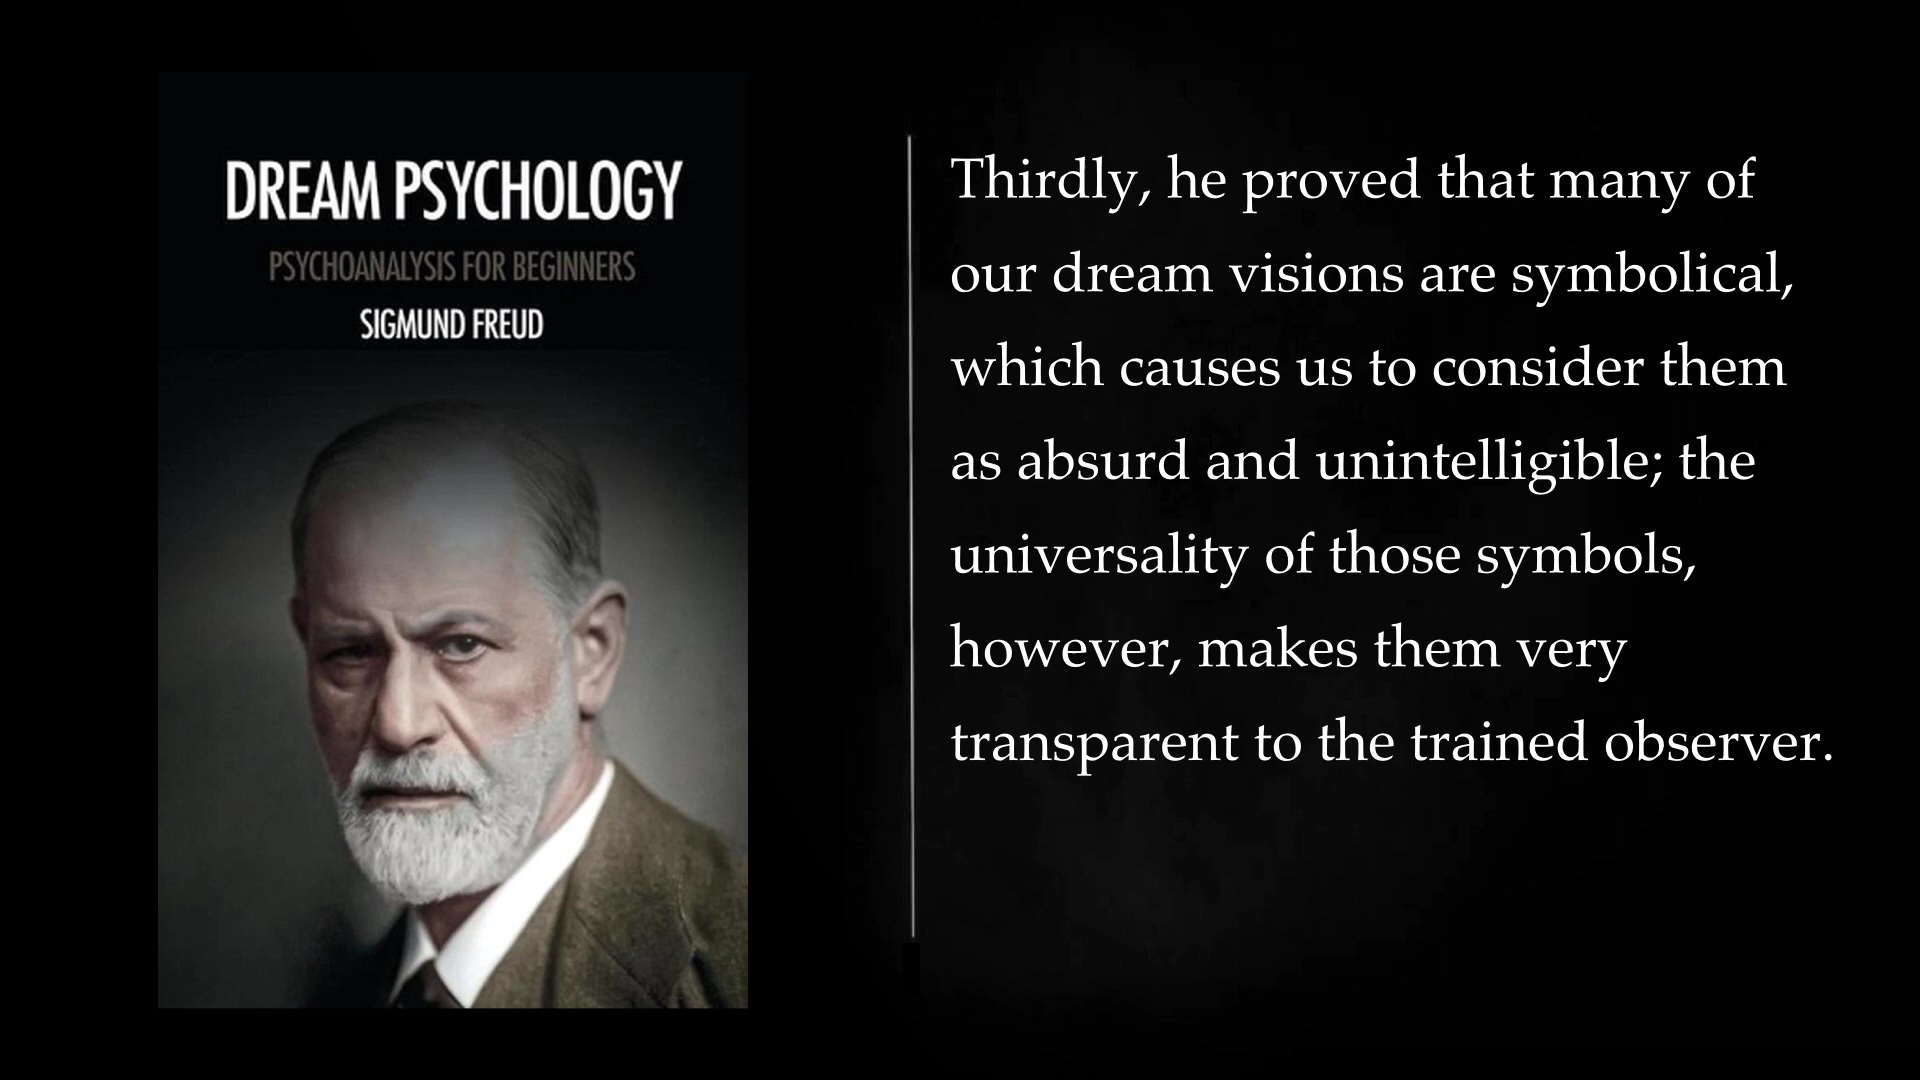 DREAM PSYCHOLOGY
PSYCHOANALYSIS FOR BEGINNERS
SIGMUND FREUD
Thirdly, he proved that many of
our dream visions are symbolical,
which causes us to consider them
as absurd and unintelligible; the
universality of those symbols,
however, makes them very
transparent to the trained observer.